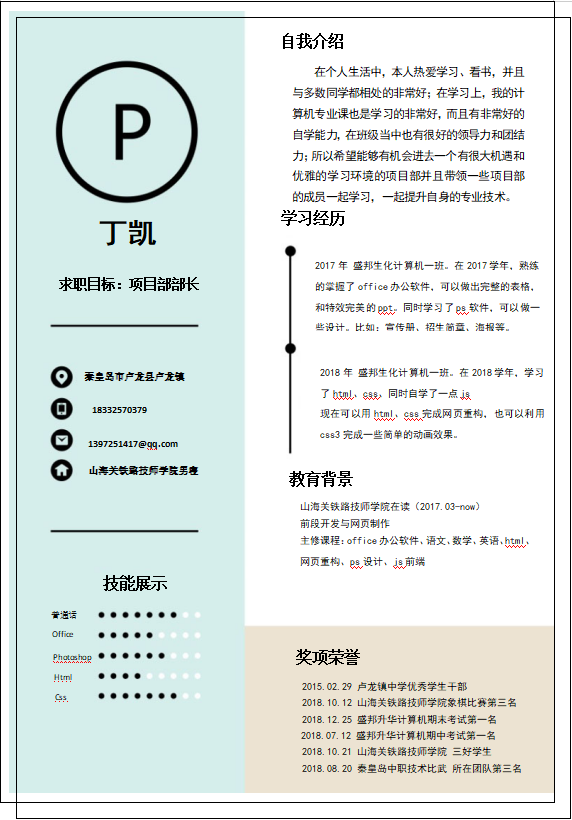 P
丁凯
求职目标：项目部部长
秦皇岛市卢龙县卢龙镇
18332570379
1397251417@qq.com
山海关铁路技师学院男寝
技能展示
普通话
Office
Photoshop
Html
Css
自我介绍
在个人生活中，本人热爱学习、看书，并且
与多数同学都相处的非常好；在学习上，我的计
算机专业课也是学习的非常好，而且有非常好的
自学能力，在班级当中也有很好的领导力和团结
力；所以希望能够有机会进去一个有很大机遇和
优雅的学习环境的项目部并且带领一些项目部
的成员一起学习，一起提升自身的专业技术。
学习经历
2017 年 盛邦生化计算机一班。在 2017 学年，熟练
的掌握了 office 办公软件，可以做出完整的表格，
和特效完美的 ppt。同时学习了 ps 软件，可以做一
些设计。比如：宣传册、招生简章、海报等。
2018 年 盛邦生化计算机一班。在 2018 学年，学习
了 html、css、同时自学了一点 js
现在可以用 html、css 完成网页重构，也可以利用
css3 完成一些简单的动画效果。
教育背景
山海关铁路技师学院在读（2017.03-now）
前段开发与网页制作
主修课程：office 办公软件、语文、数学、英语、html、
网页重构、ps 设计、js 前端
奖项荣誉
2015.02.29 卢龙镇中学优秀学生干部
2018.10.12 山海关铁路技师学院象棋比赛第三名
2018.12.25 盛邦升华计算机期末考试第一名
2018.07.12 盛邦升华计算机期中考试第一名
2018.10.21 山海关铁路技师学院 三好学生
2018.08.20 秦皇岛中职技术比武 所在团队第三名